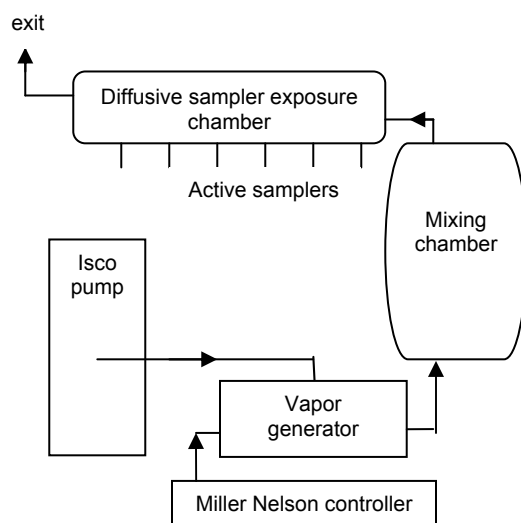 exit
Diffusive sampler exposure
chamber
Active samplers
Mixing
chamber
Isco
pump
Vapor
generator
Miller Nelson controller